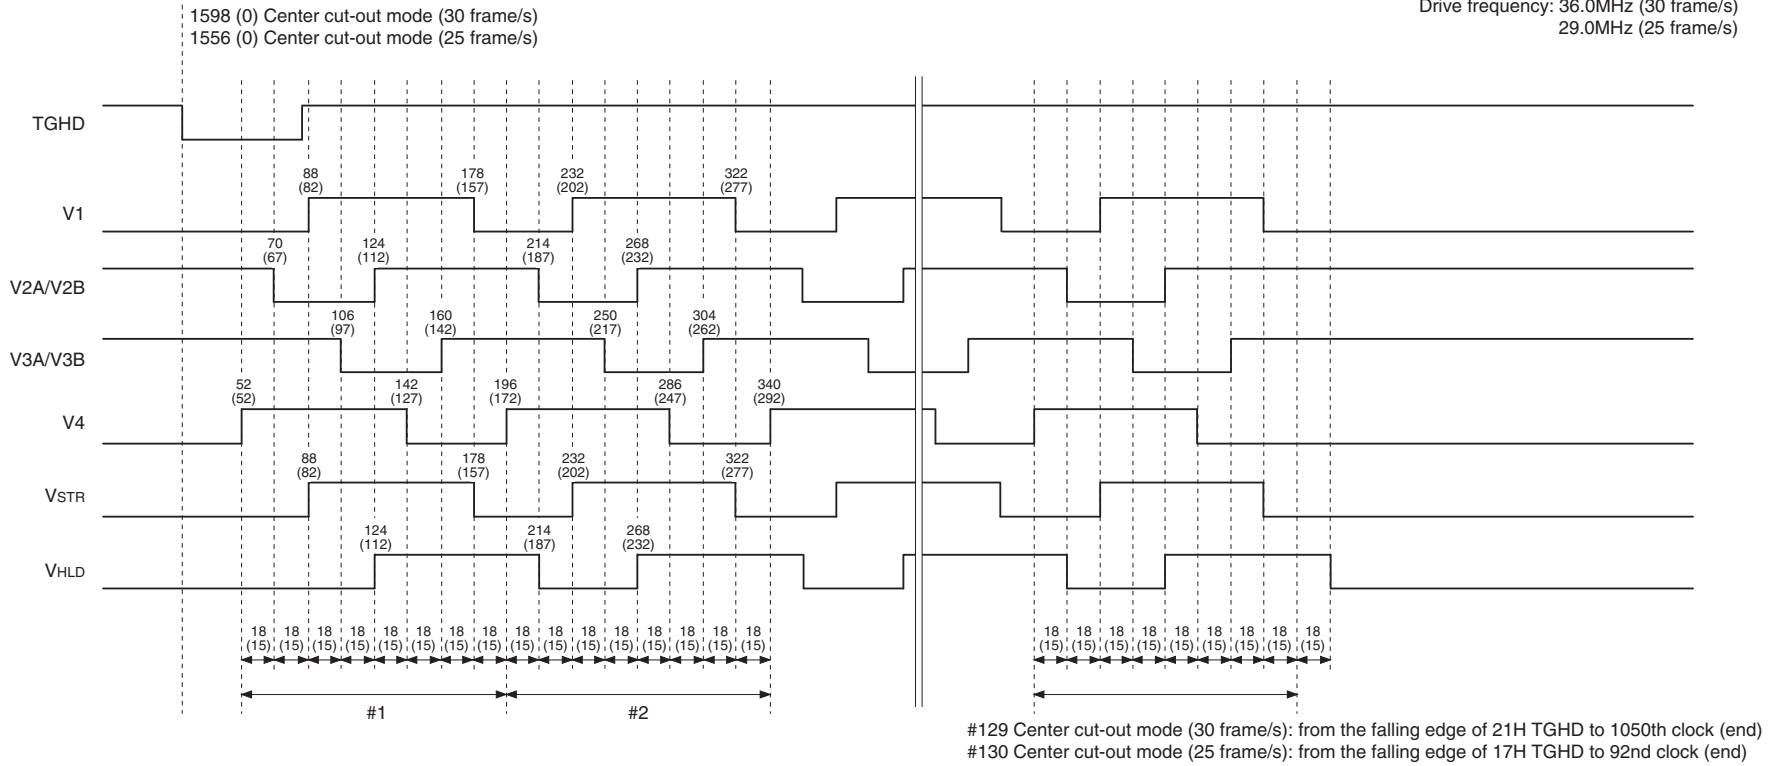 1598 (0) Center cut-out mode (30 frame/s)
1556 (0) Center cut-out mode (25 frame/s)
Drive frequency: 36.0MHz (30 frame/s)
29.0MHz (25 frame/s)
TGHD
88 178 232 322
(82) (157) (202) (277)
V1
70 124 214 268
(67) (112) (187) (232)
V2A/V2B
106 160 250 304
(97) (142) (217) (262)
V3A/V3B
52 142 196 286 340
(52) (127) (172) (247) (292)
V4
88 178 232 322
(82) (157) (202) (277)
VSTR
124 214 268
(112) (187) (232)
VHLD
18 18 18 18 18 18 18 18 18 18 18 18 18 18 18 18 18 18 18 18 18 18 18 18 18
(15) (15) (15) (15) (15) (15) (15) (15) (15) (15) (15) (15) (15) (15) (15) (15) (15) (15) (15) (15) (15) (15) (15) (15) (15)
#1 #2
#129 Center cut-out mode (30 frame/s): from the falling edge of 21H TGHD to 1050th clock (end)
#130 Center cut-out mode (25 frame/s): from the falling edge of 17H TGHD to 92nd clock (end)